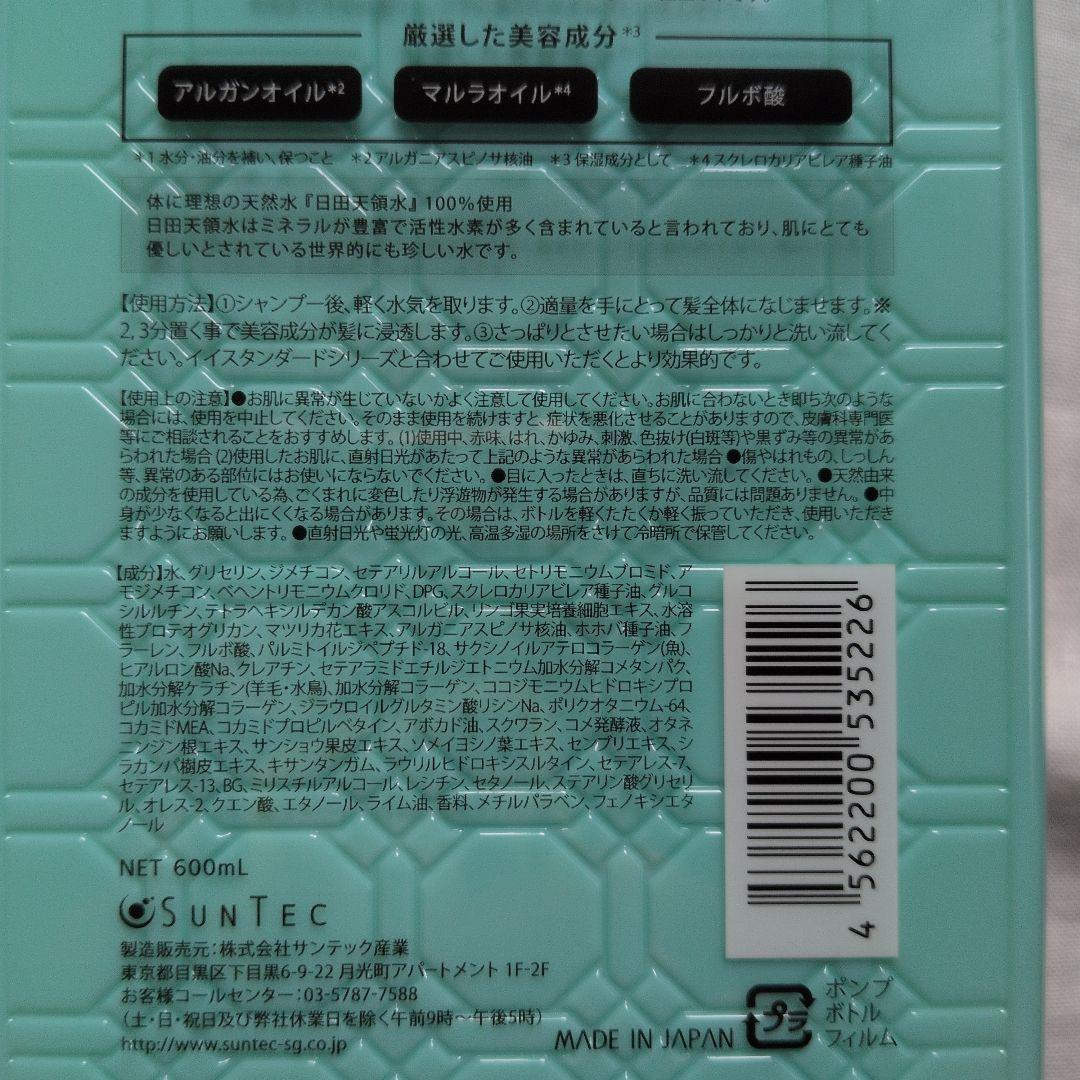 厳選した美容成分*3
アルガンオイル*2 マルラオイル*4 フルボ酸
*1 水分・油分を補い、保つこと *2 アルガニアスピノサ核油 *3 保湿成分として *4 スクレロカリアビレア種子油
体に理想の天然水『日田天領水』100%使用
日田天領水はミネラルが豊富で活性水素が多く含まれていると言われており、肌にとても
優しいとされている世界的にも珍しい水です。
【使用方法】①シャンプー後、軽く水気を取ります。②適量を手にとって髪全体になじませます。※
2,3分置く事で美容成分が髪に浸透します。③さっぱりとさせたい場合はしっかりと洗い流してく
ださい。イイスタンダードシリーズと合わせてご使用いただくとより効果的です。
【使用上の注意】●お肌に異常が生じていないかよく注意して使用してください。お肌に合わないとき即ち次のような
場合には、使用を中止してください。そのまま使用を続けますと、症状を悪化させることがありますので、皮膚科専門医
等にご相談されることをおすすめします。(1)使用中、赤味、はれ、かゆみ、刺激、色抜け(白斑等)や黒ずみ等の異常があ
らわれた場合 (2)使用したお肌に、直射日光があたって上記のような異常があらわれた場合 ●傷やはれもの、しっしん
等、異常のある部位にはお使いにならないでください。 ●目に入ったときは、直ちに洗い流してください。 ●天然由来
の成分を使用している為、ごくまれに変色したり浮遊物が発生する場合がありますが、品質には問題ありません。 ●中
身が少なくなると出にくくなる場合があります。その場合は、ボトルを軽くたたくか軽く振っていただき、使用いただき
ますようにお願いします。 ●直射日光や蛍光灯の光、高温多湿の場所をさけて冷暗所で保管してください。
【成分】水、グリセリン、ジメチコン、セテアリルアルコール、セトリモニウムブロミド、ア
モジメチコン、ベヘントリモニウムクロリド、DPG、スクレロカリアビレア種子油、グルコ
シルルチン、テトラヘキシルデカン酸アスコルビル、リンゴ果実培養細胞エキス、水溶
性プロテオグリカン、マツリカ花エキス、アルガニアスピノサ核油、ホホバ種子油、フ
ラーレン、フルボ酸、パルミトイルジペプチド-18、サクシノイルアテロコラーゲン(魚)、
ヒアルロン酸Na、クレアチン、セテアラミドエチルジエトニウム加水分解コメタンパク、
加水分解ケラチン(羊毛・水鳥)、加水分解コラーゲン、ココジモニウムヒドロキシプロ
ピル加水分解コラーゲン、ジラウロイルグルタミン酸リシンNa、ポリクオタニウム-64、
コカミドMEA、コカミドプロピルベタイン、アボカド油、スクワラン、コメ発酵液、オタネ
ニンジン根エキス、サンショウ果皮エキス、ソメイヨシノ葉エキス、センブリエキス、シ
ラカンバ樹皮エキス、キサンタンガム、ラウリルヒドロキシスルタイン、セテアレス-7、
セテアレス-13、BG、ミリスチルアルコール、レシチン、セタノール、ステアリン酸グリセリ
ル、オレス-2、クエン酸、エタノール、ライム油、香料、メチルパラベン、フェノキシエタ
ノール
4 562200 535226
NET 600mL
SUNTEC
製造販売元：株式会社サンテック産業
東京都目黒区下目黒6-9-22 月光町アパートメント 1F-2F
お客様コールセンター：03-5787-7588
（土・日・祝日及び弊社休業日を除く午前9時～午後5時）
http://www.suntec-sg.co.jp
MADE IN JAPAN
プラ
ポンプ
ボトル
フィルム